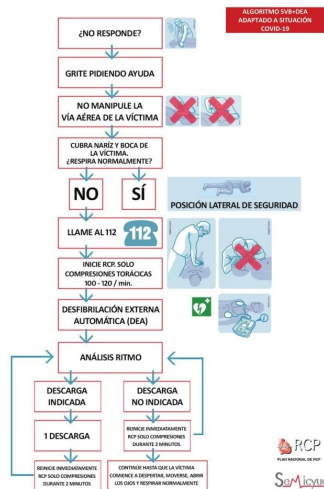 ALGORITMO SVB+DEA
ADAPTADO A SITUACIÓN
COVID-19
¿NO RESPONDE?
GRITE PIDIENDO AYUDA
NO MANIPULE LA
VÍA AÉREA DE LA VÍCTIMA
CUBRA NARÍZ Y BOCA DE
LA VÍCTIMA.
¿RESPIRA NORMALMENTE?
NO
SÍ
POSICIÓN LATERAL DE SEGURIDAD
LLAME AL 112
112
INICIE RCP. SOLO
COMPRESIONES TORÁCICAS
100 - 120 / min.
DESFIBRILACIÓN EXTERNA
AUTOMÁTICA (DEA)
ANÁLISIS RITMO
DESCARGA
INDICADA
DESCARGA
NO INDICADA
1 DESCARGA
REINICIE INMEDIATAMENTE
RCP SOLO COMPRESIONES
DURANTE 2 MINUTOS
REINICIE INMEDIATAMENTE
RCP SOLO COMPRESIONES
DURANTE 2 MINUTOS
CONTINÚE HASTA QUE LA VÍCTIMA
COMIENCE A DESPERTAR, MOVERSE, ABRIR
LOS OJOS Y RESPIRAR NORMALMENTE
RCP
PLAN NACIONAL DE RCP
SeMicyuc